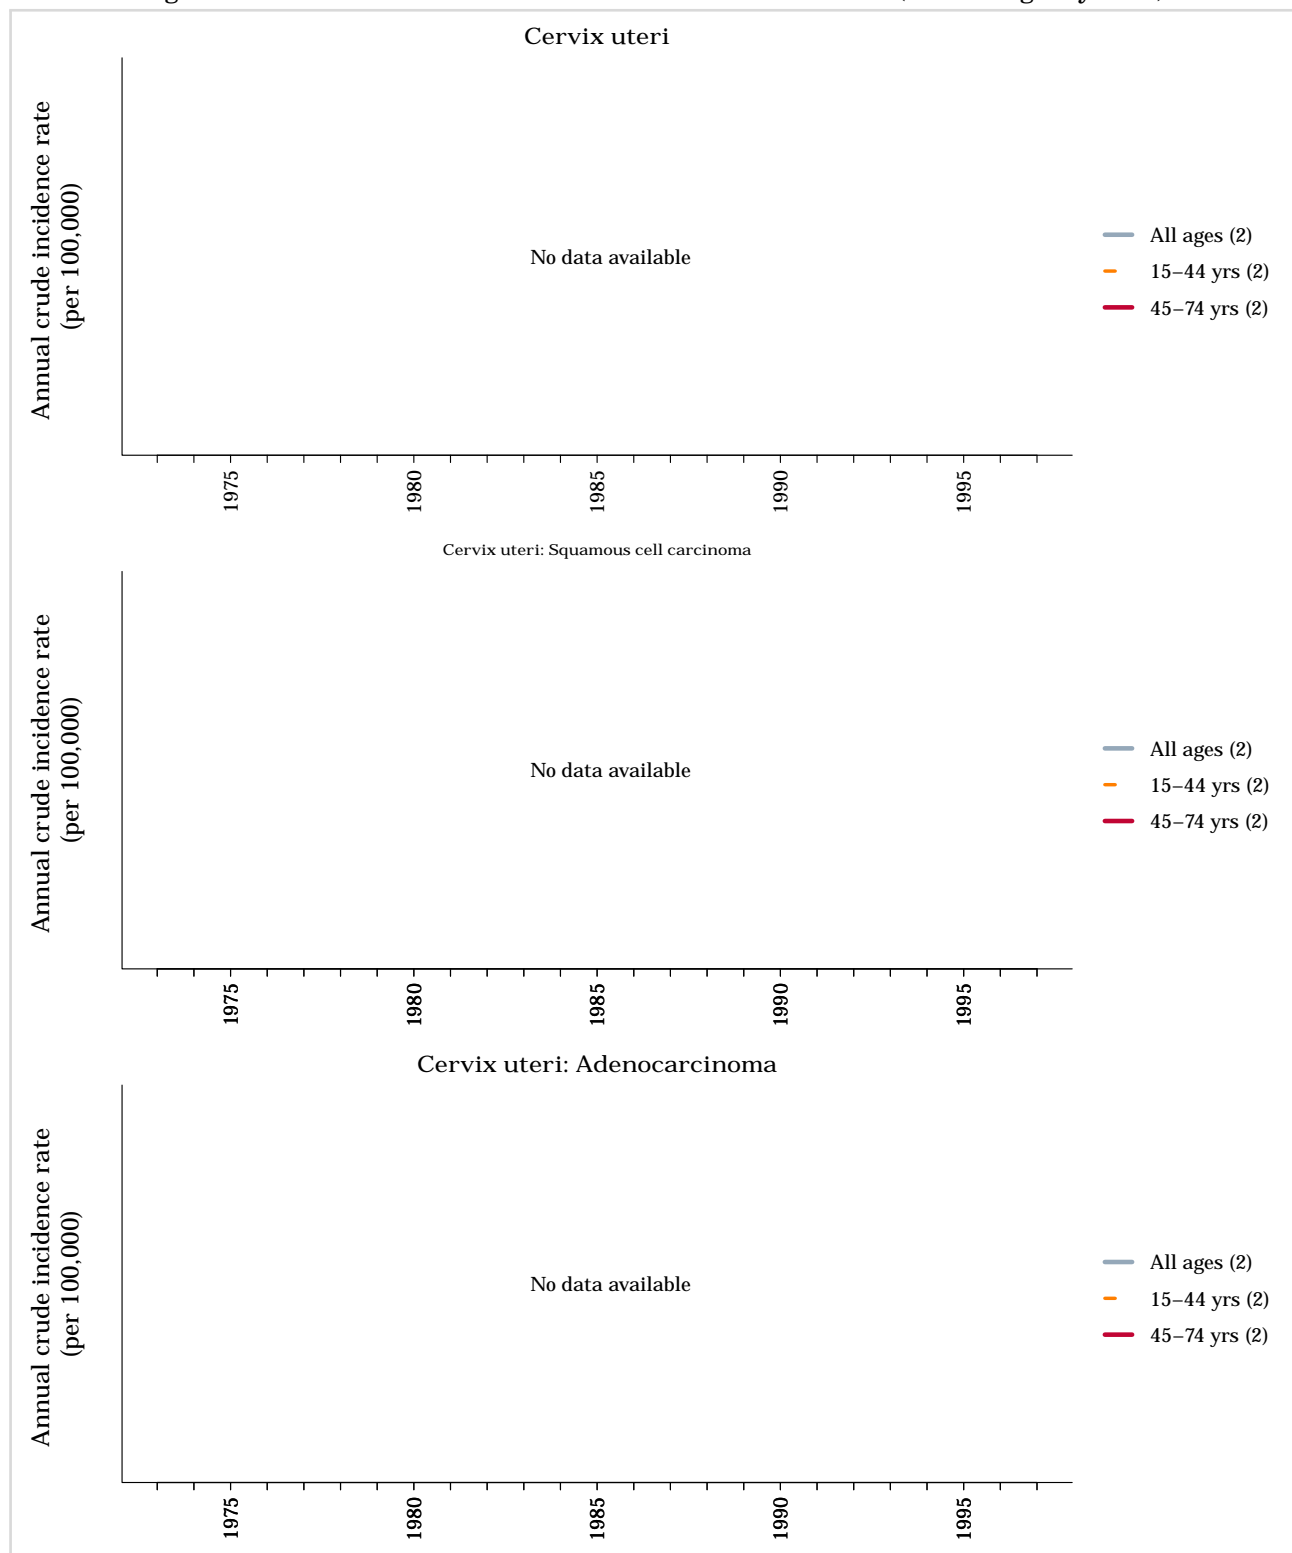 Cervix uteri
Annual crude incidence rate
(per 100,000)
No data available
All ages (2)
15–44 yrs (2)
45–74 yrs (2)
1975
1980
1985
1990
1995
Cervix uteri: Squamous cell carcinoma
Annual crude incidence rate
(per 100,000)
No data available
All ages (2)
15–44 yrs (2)
45–74 yrs (2)
1975
1980
1985
1990
1995
Cervix uteri: Adenocarcinoma
Annual crude incidence rate
(per 100,000)
No data available
All ages (2)
15–44 yrs (2)
45–74 yrs (2)
1975
1980
1985
1990
1995